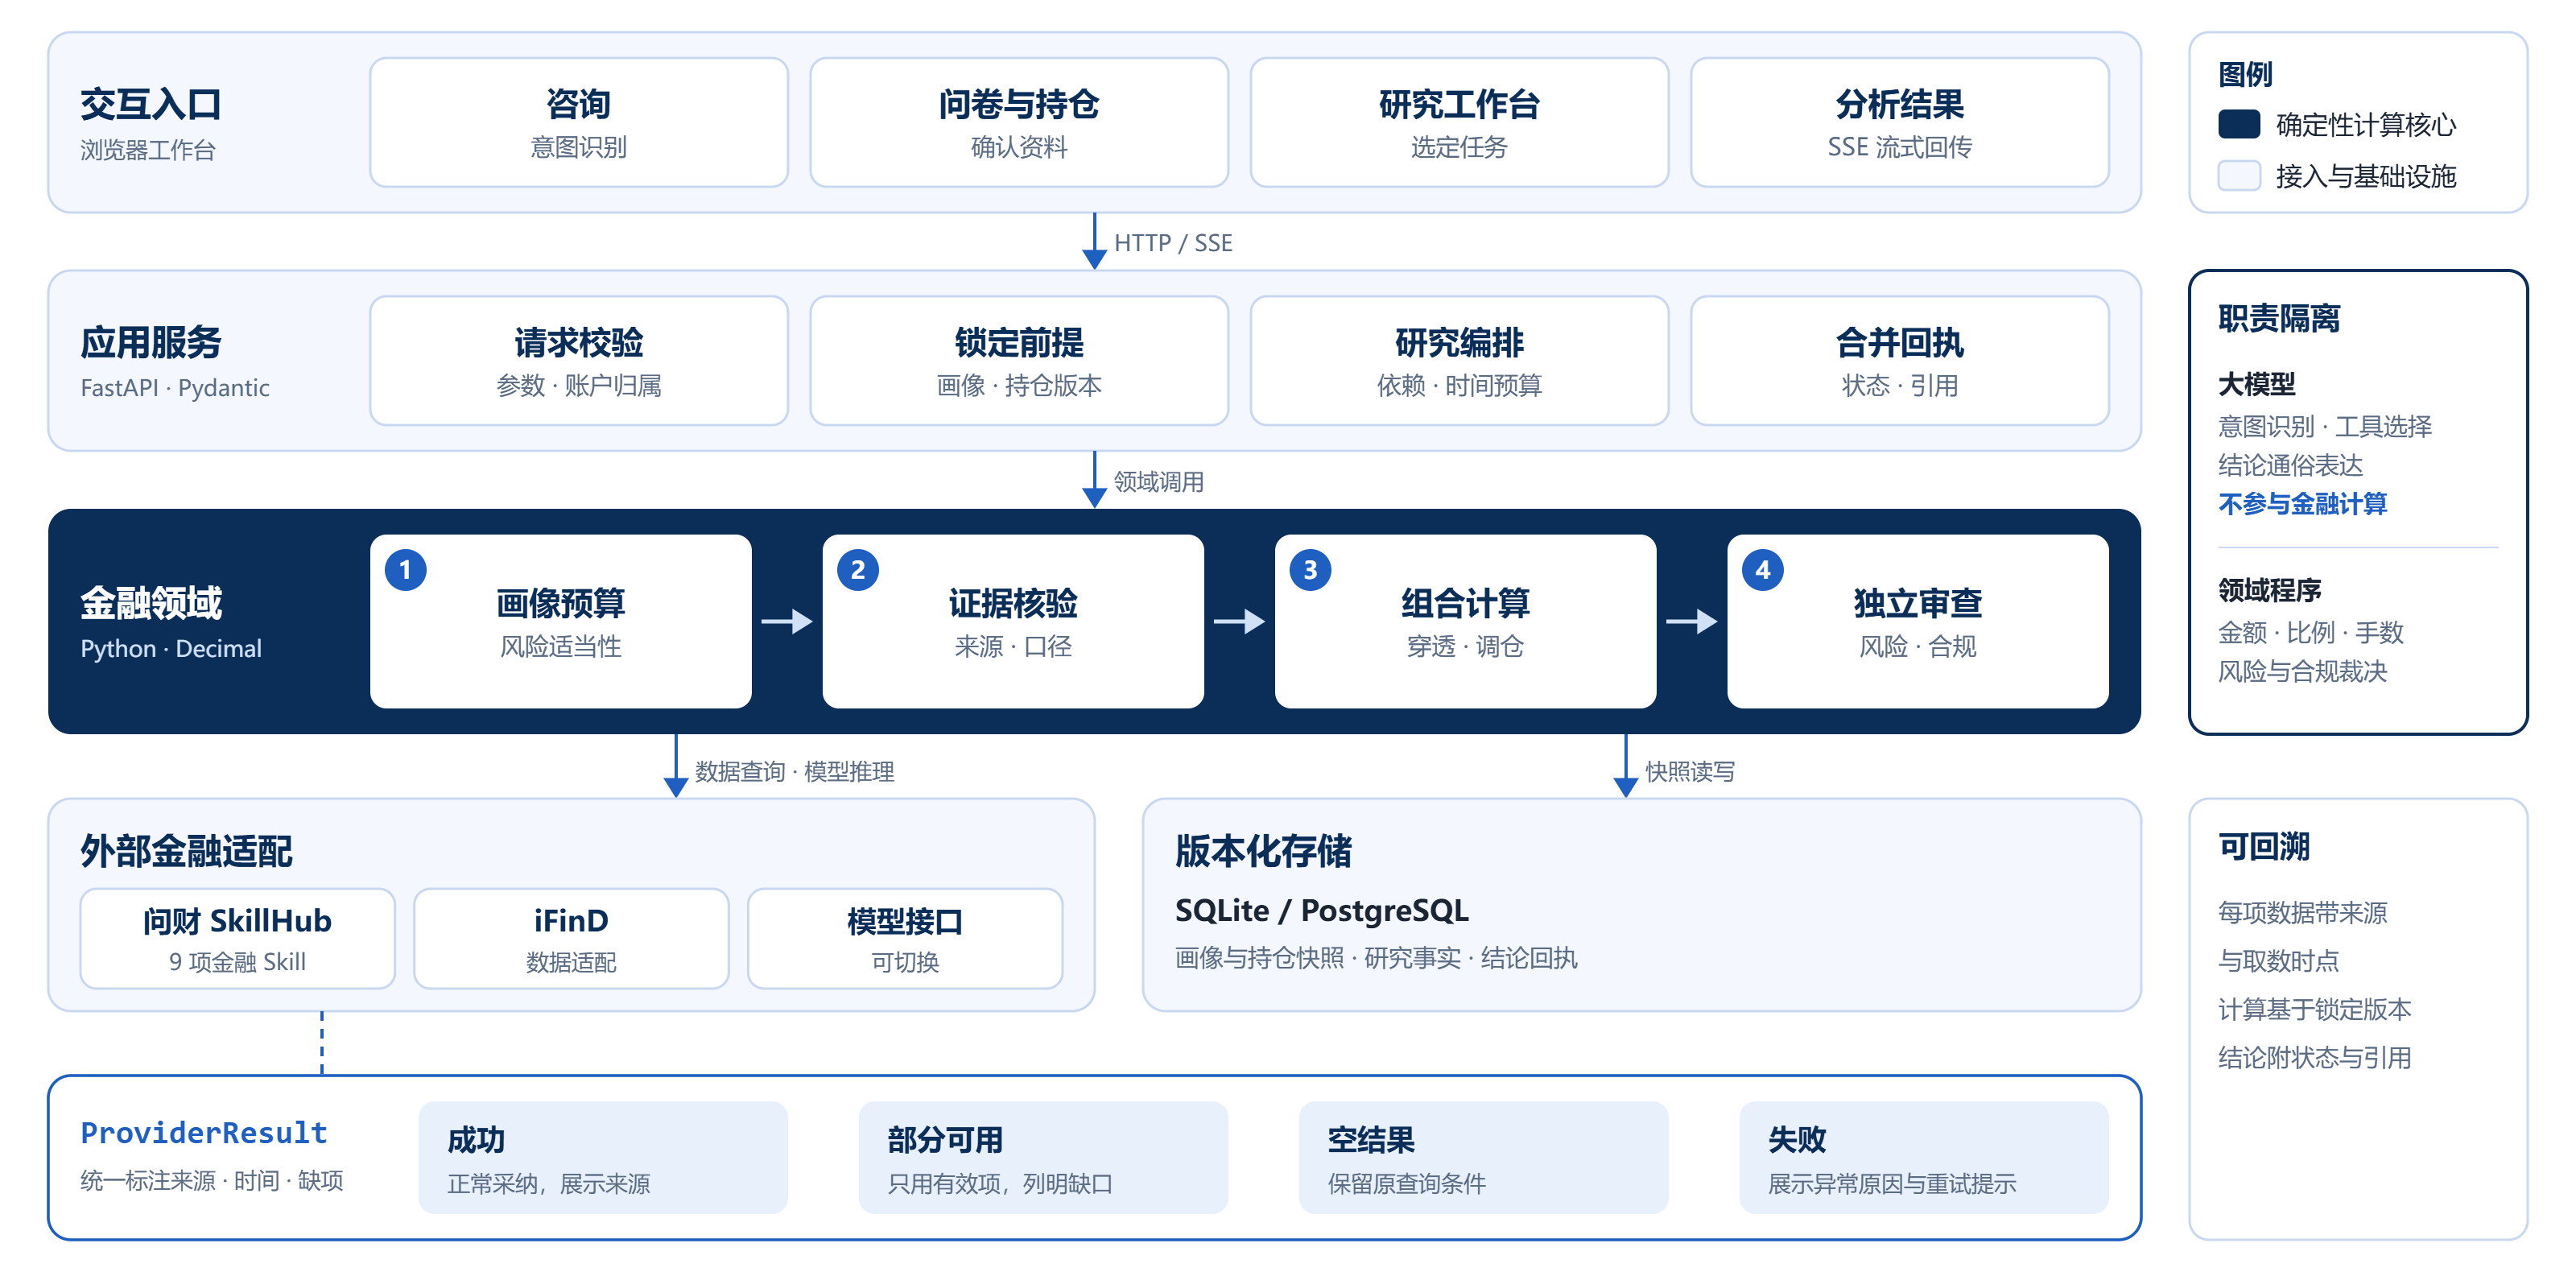 交互入口
浏览器工作台
咨询
意图识别
问卷与持仓
确认资料
研究工作台
选定任务
分析结果
SSE 流式回传
图例
确定性计算核心
接入与基础设施
HTTP / SSE
应用服务
FastAPI · Pydantic
请求校验
参数 · 账户归属
锁定前提
画像 · 持仓版本
研究编排
依赖 · 时间预算
合并回执
状态 · 引用
领域调用
职责隔离
大模型
意图识别 · 工具选择
结论通俗表达
不参与金融计算
领域程序
金额 · 比例 · 手数
风险与合规裁决
金融领域
Python · Decimal
1
画像预算
风险适当性
2
证据核验
来源 · 口径
3
组合计算
穿透 · 调仓
4
独立审查
风险 · 合规
数据查询 · 模型推理
快照读写
外部金融适配
问财 SkillHub
9 项金融 Skill
iFinD
数据适配
模型接口
可切换
版本化存储
SQLite / PostgreSQL
画像与持仓快照 · 研究事实 · 结论回执
可回溯
每项数据带来源
与取数时点
计算基于锁定版本
结论附状态与引用
ProviderResult
统一标注来源 · 时间 · 缺项
成功
正常采纳，展示来源
部分可用
只用有效项，列明缺口
空结果
保留原查询条件
失败
展示异常原因与重试提示